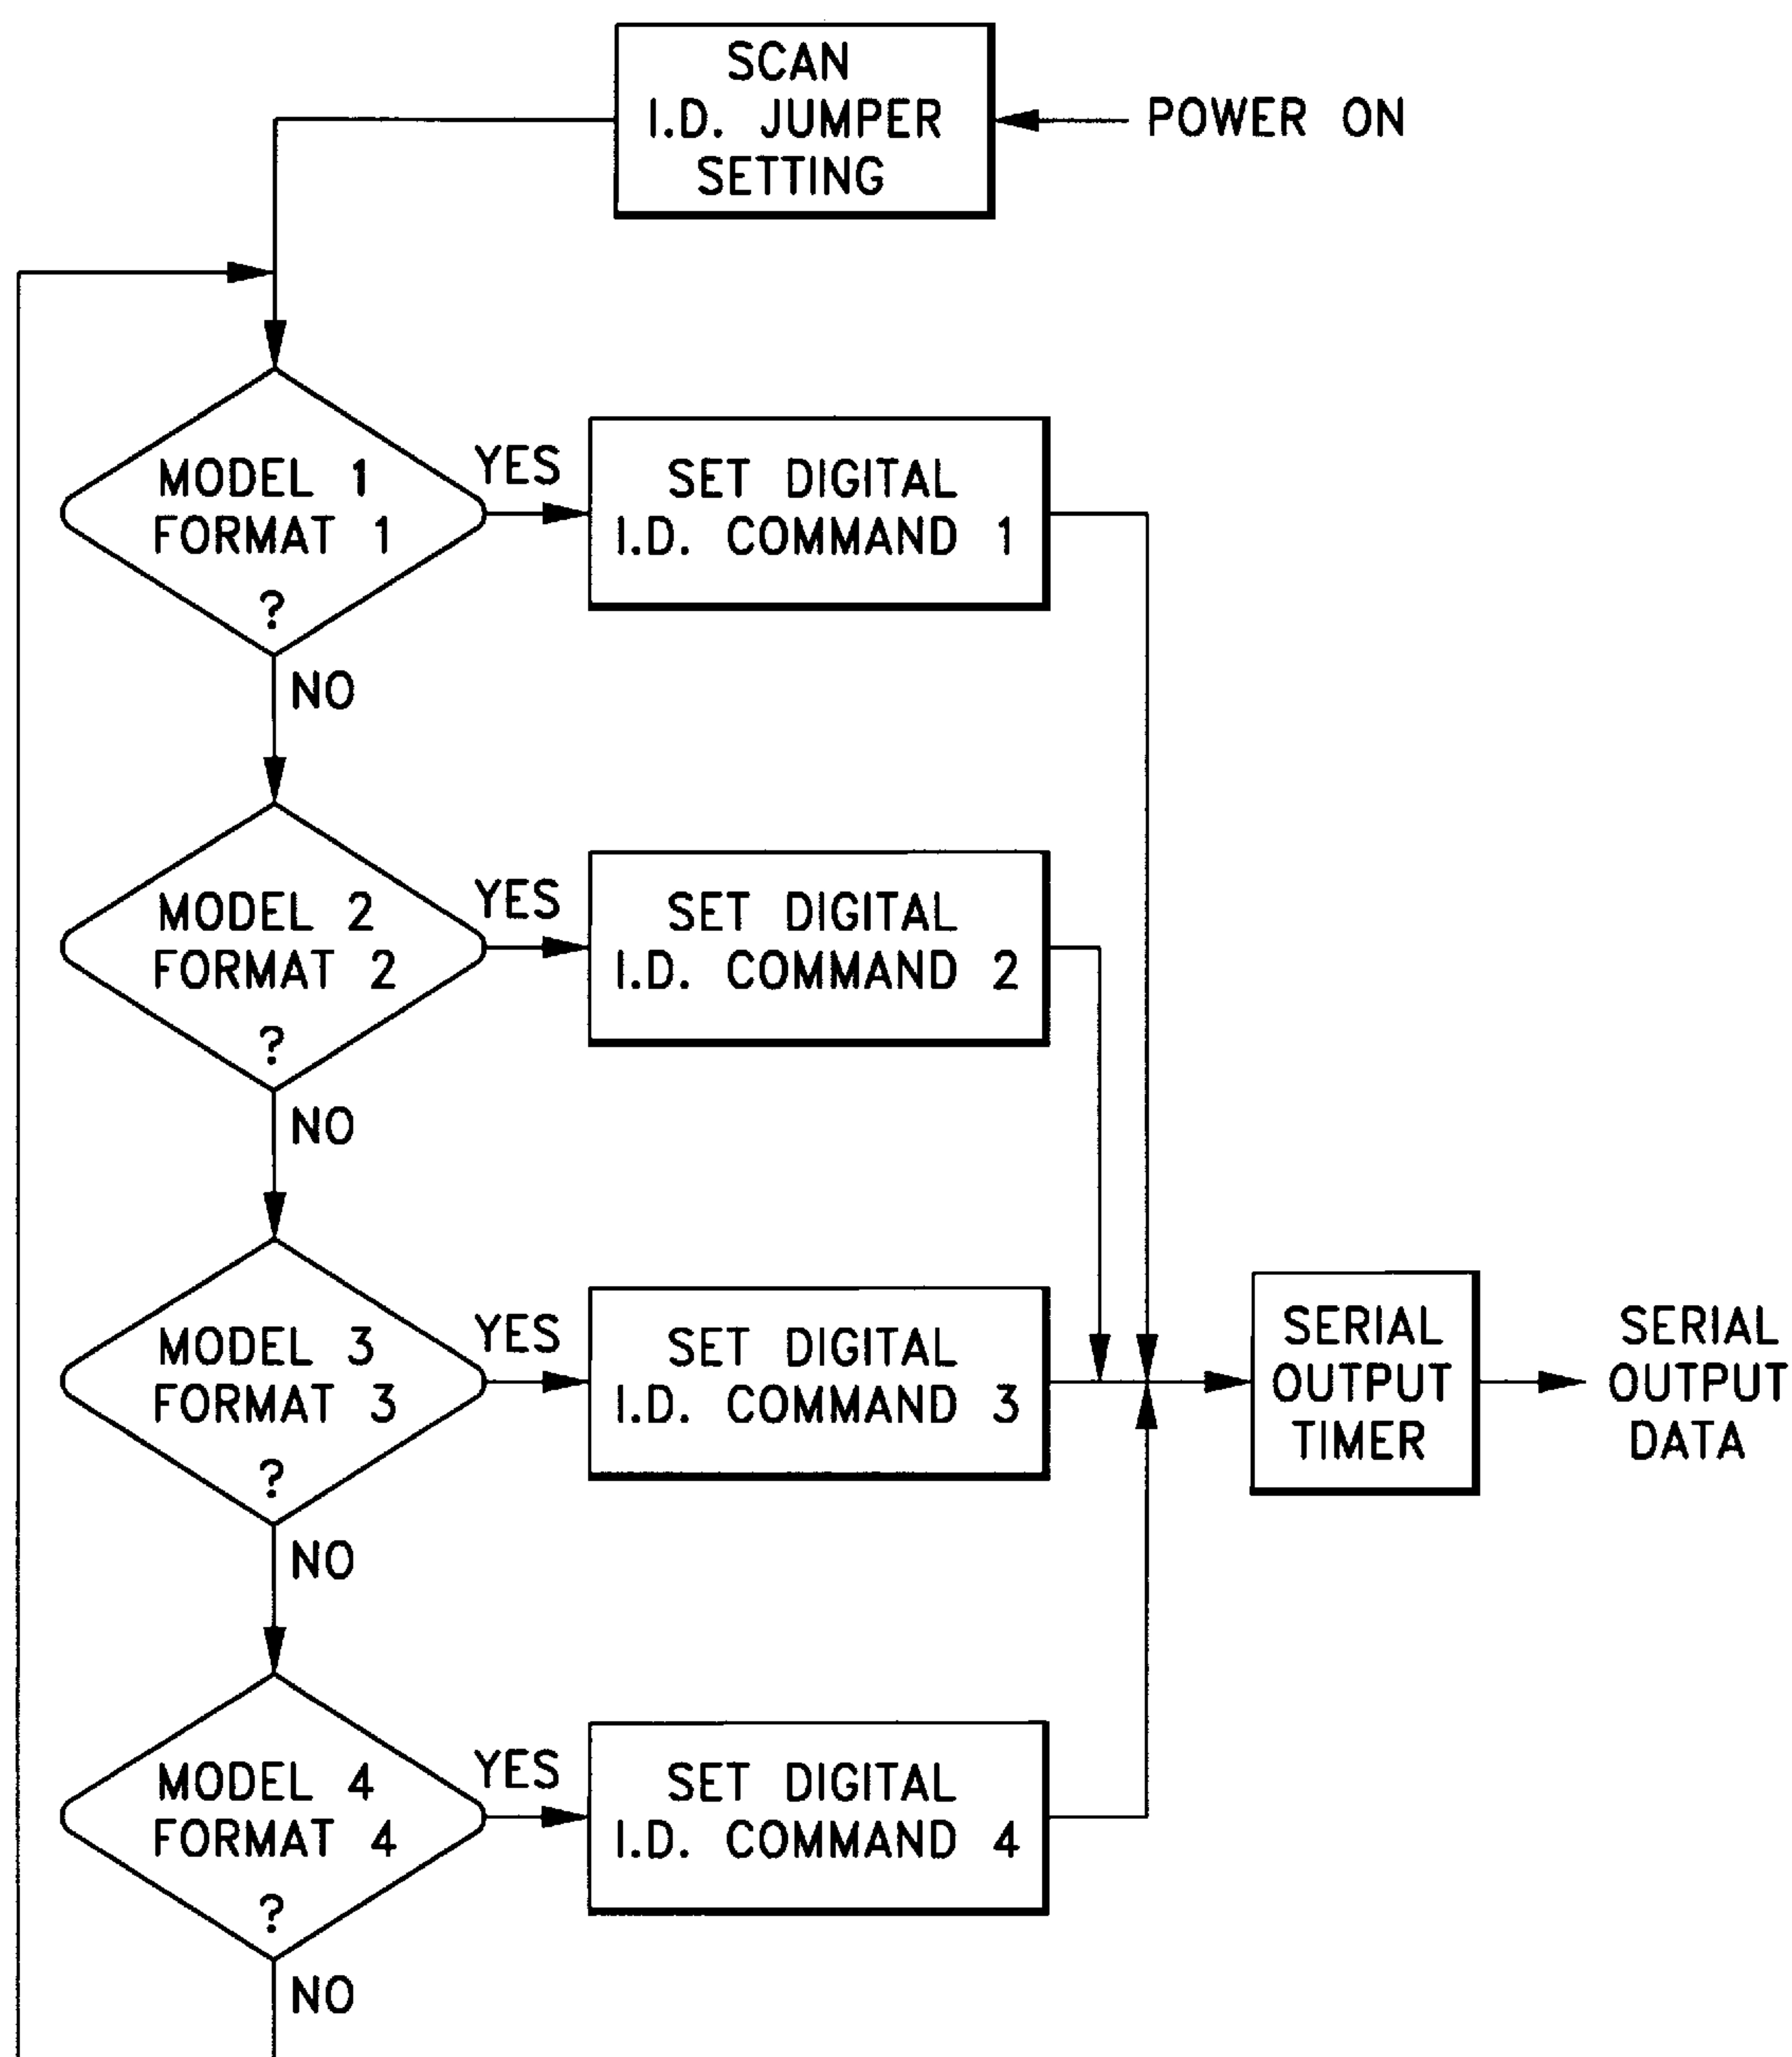 SCAN
I.D. JUMPER
SETTING
POWER ON
MODEL 1
FORMAT 1
?
YES
SET DIGITAL
I.D. COMMAND 1
NO
MODEL 2
FORMAT 2
?
YES
SET DIGITAL
I.D. COMMAND 2
NO
MODEL 3
FORMAT 3
?
YES
SET DIGITAL
I.D. COMMAND 3
SERIAL
OUTPUT
TIMER
SERIAL
OUTPUT
DATA
NO
MODEL 4
FORMAT 4
?
YES
SET DIGITAL
I.D. COMMAND 4
NO